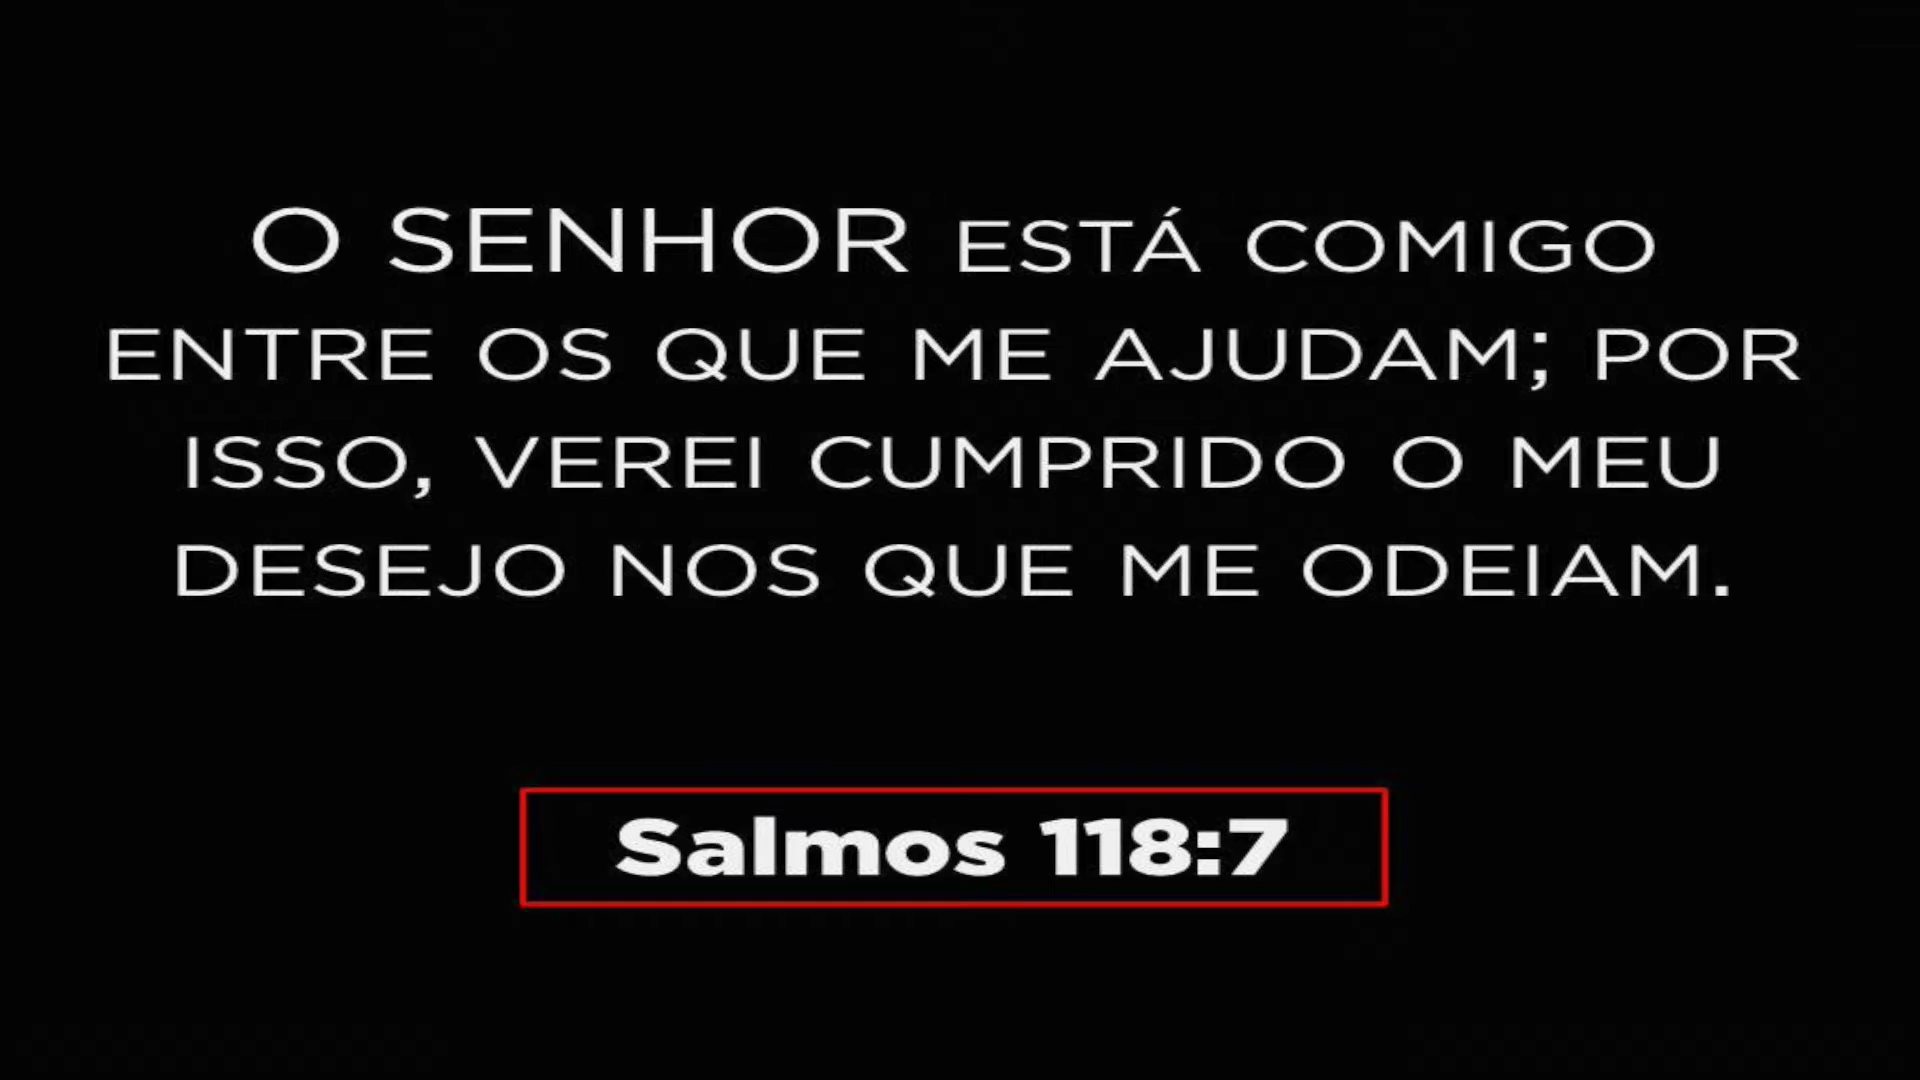 O SENHOR ESTÁ COMIGO
ENTRE OS QUE ME AJUDAM; POR
ISSO, VEREI CUMPRIDO O MEU
DESEJO NOS QUE ME ODEIAM.
Salmos 118:7